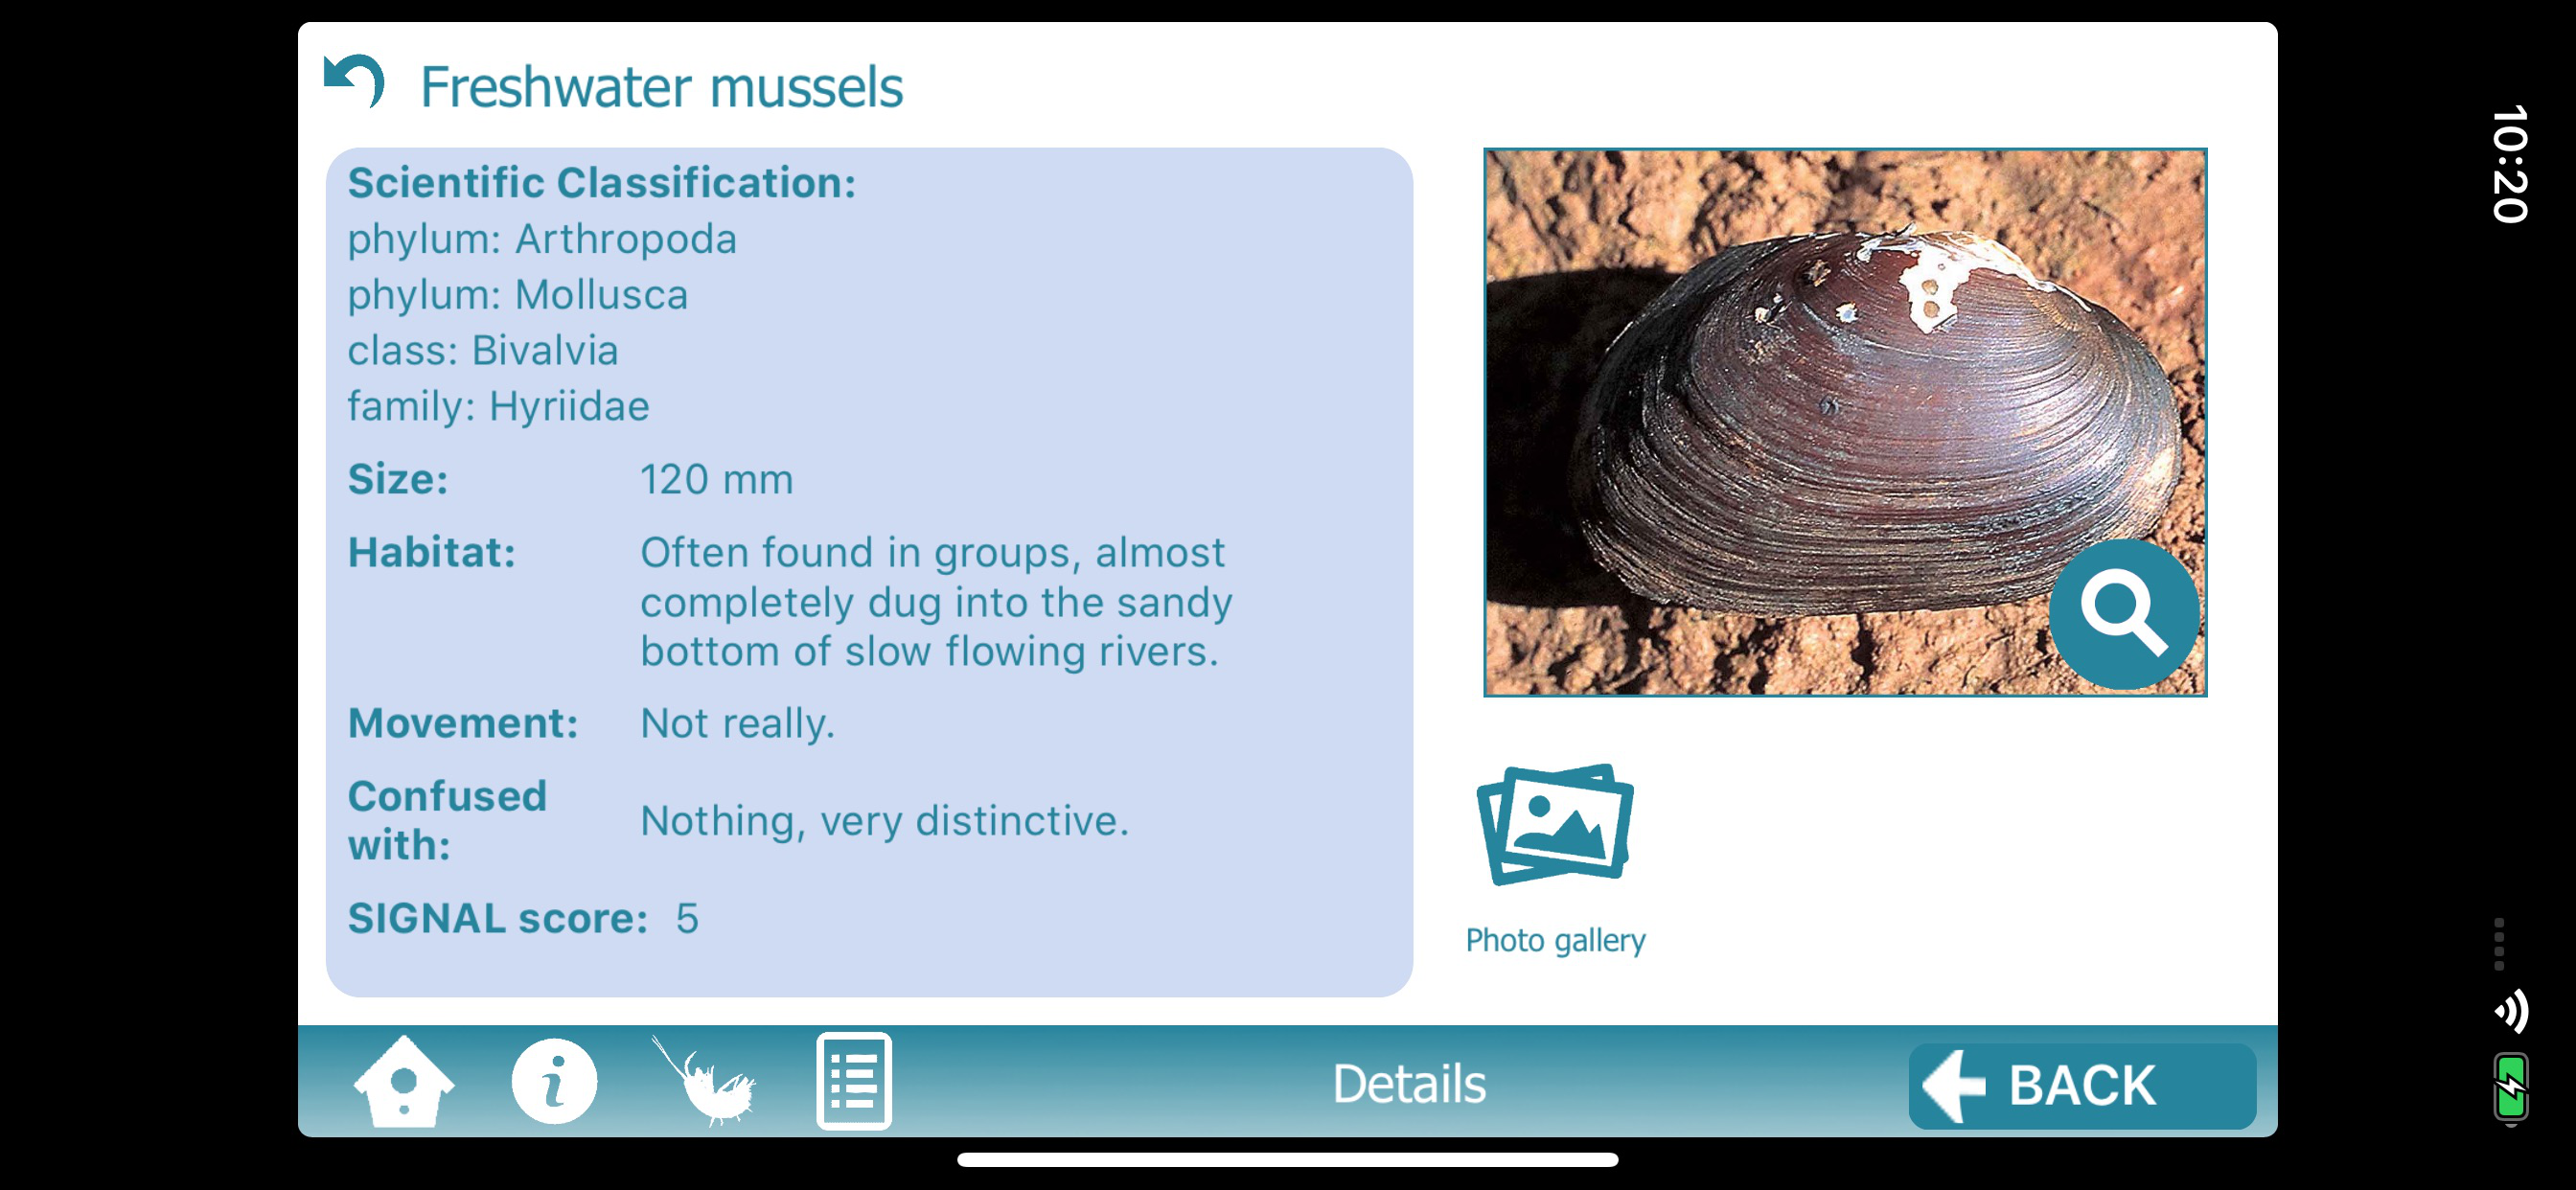 Freshwater mussels
Scientific Classification:
phylum: Arthropoda
phylum: Mollusca
class: Bivalvia
family: Hyriidae
Size: 120 mm
Habitat: Often found in groups, almost
completely dug into the sandy
bottom of slow flowing rivers.
Movement: Not really.
Confused
with: Nothing, very distinctive.
SIGNAL score: 5
Photo gallery
i
Details
BACK
10:20